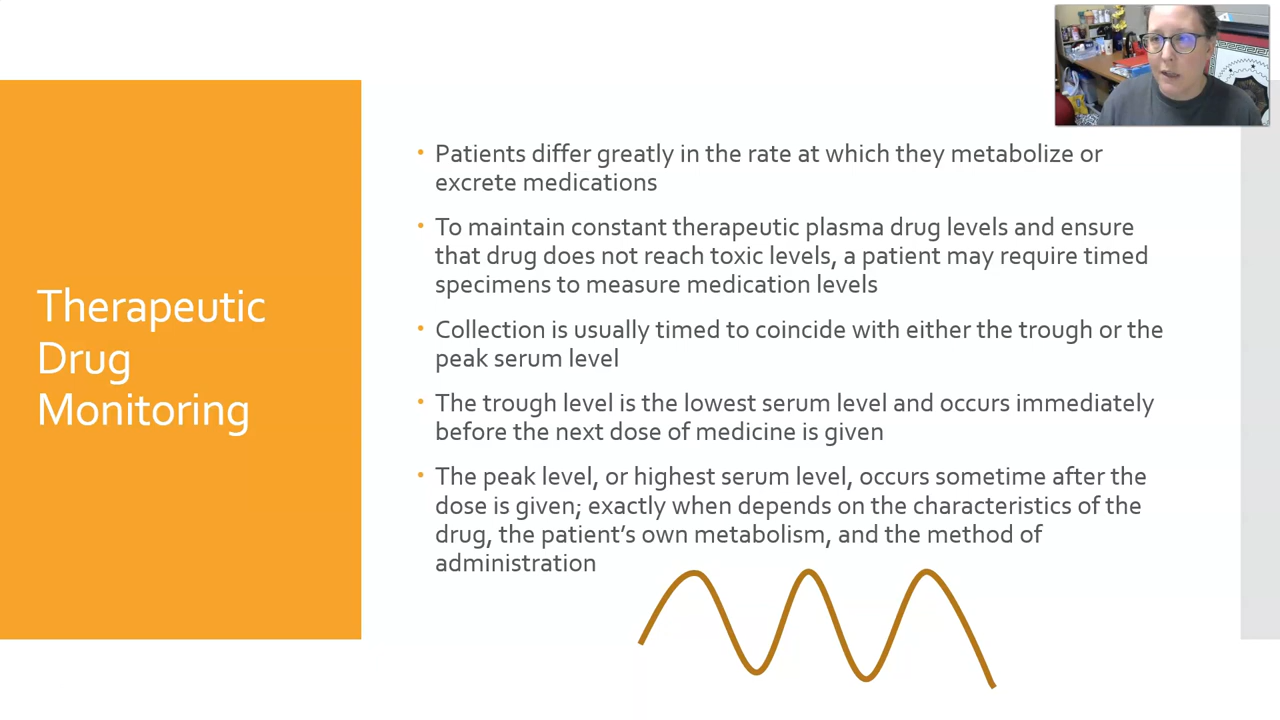 Therapeutic
Drug
Monitoring
• Patients differ greatly in the rate at which they metabolize or
excrete medications
• To maintain constant therapeutic plasma drug levels and ensure
that drug does not reach toxic levels, a patient may require timed
specimens to measure medication levels
• Collection is usually timed to coincide with either the trough or the
peak serum level
• The trough level is the lowest serum level and occurs immediately
before the next dose of medicine is given
• The peak level, or highest serum level, occurs sometime after the
dose is given; exactly when depends on the characteristics of the
drug, the patient’s own metabolism, and the method of
administration